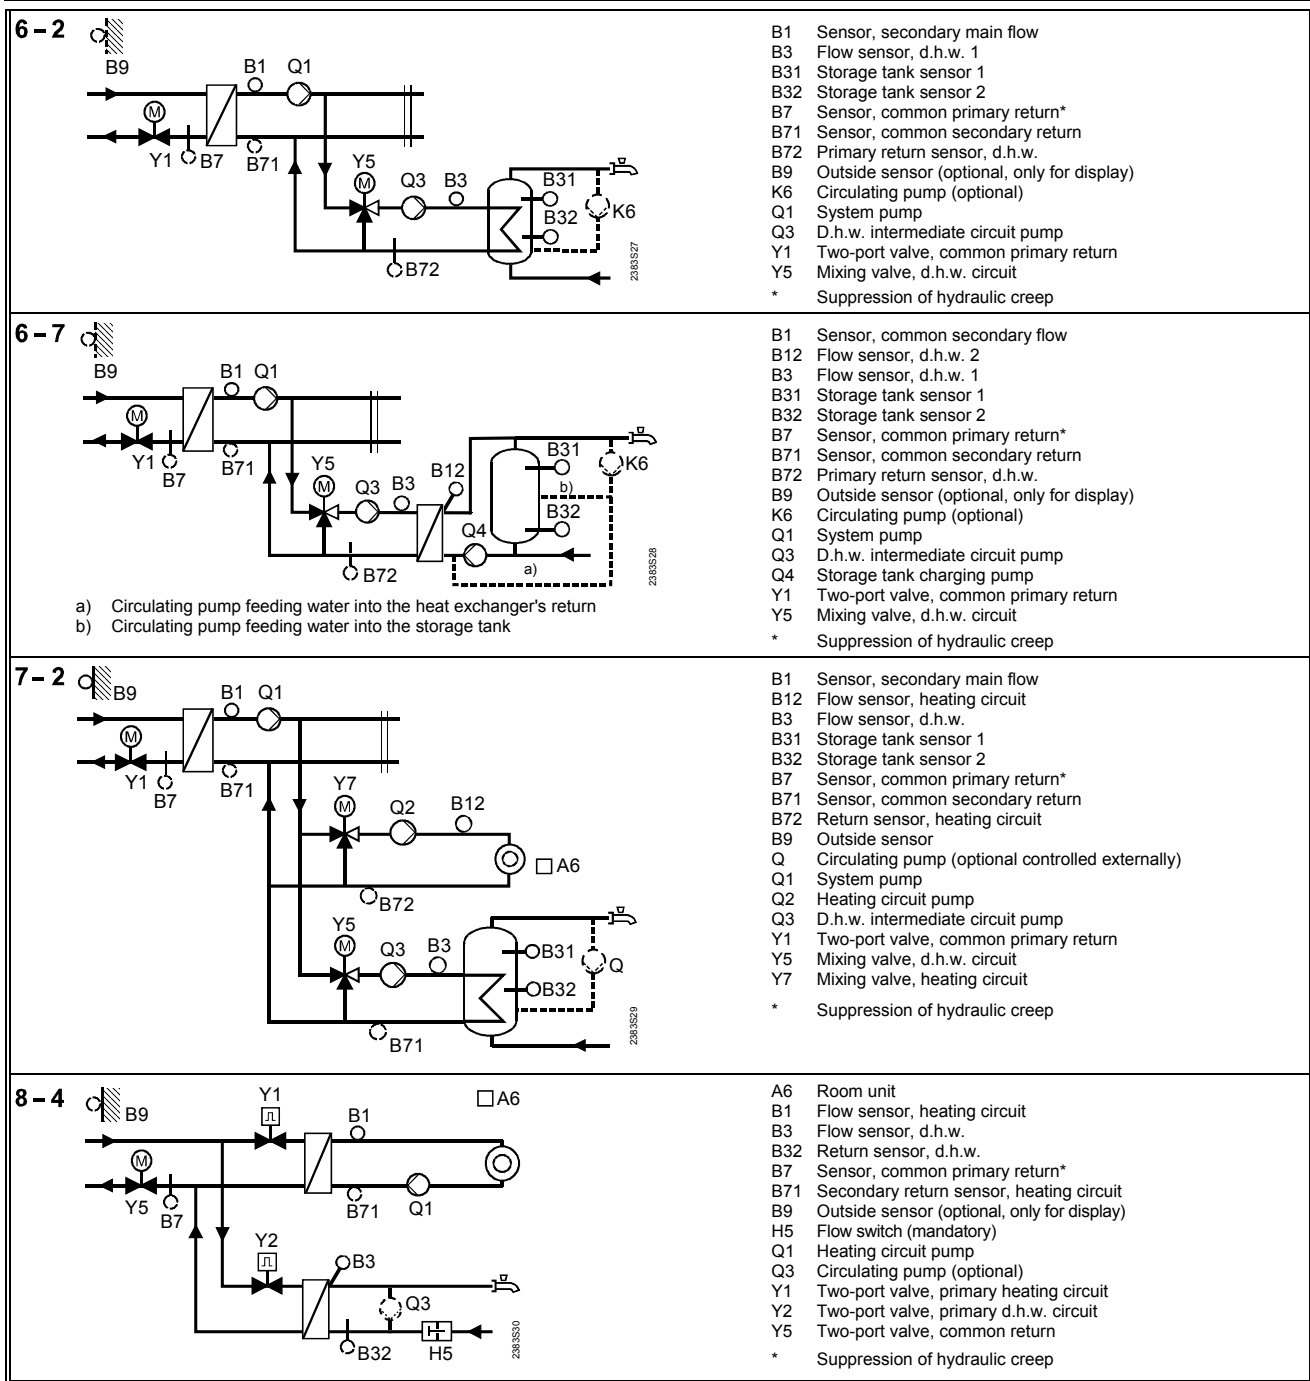 6 – 2
B9
B1
Q1
M
Y1
B7
B71
Y5
M
Q3
B3
B31
B32
K6
B72
2383S27
B1 Sensor, secondary main flow
B3 Flow sensor, d.h.w. 1
B31 Storage tank sensor 1
B32 Storage tank sensor 2
B7 Sensor, common primary return*
B71 Sensor, common secondary return
B72 Primary return sensor, d.h.w.
B9 Outside sensor (optional, only for display)
K6 Circulating pump (optional)
Q1 System pump
Q3 D.h.w. intermediate circuit pump
Y1 Two-port valve, common primary return
Y5 Mixing valve, d.h.w. circuit
* Suppression of hydraulic creep
6 – 7
B9
B1 Q1
M
Y1
B7
B71
Y5
M
Q3
B3
B12
B31
b)
B32
K6
Q4
B72
a)
2383S28
a) Circulating pump feeding water into the heat exchanger's return
b) Circulating pump feeding water into the storage tank
B1 Sensor, common secondary flow
B12 Flow sensor, d.h.w. 2
B3 Flow sensor, d.h.w. 1
B31 Storage tank sensor 1
B32 Storage tank sensor 2
B7 Sensor, common primary return*
B71 Sensor, common secondary return
B72 Primary return sensor, d.h.w.
B9 Outside sensor (optional, only for display)
K6 Circulating pump (optional)
Q1 System pump
Q3 D.h.w. intermediate circuit pump
Q4 Storage tank charging pump
Y1 Two-port valve, common primary return
Y5 Mixing valve, d.h.w. circuit
* Suppression of hydraulic creep
7 – 2
B9
B1 Q1
M
Y1
B7
B71
Y7
M
Q2
B12
A6
B72
Y5
M
Q3
B3
B31
Q
B32
B71
2383S29
B1 Sensor, secondary main flow
B12 Flow sensor, heating circuit
B3 Flow sensor, d.h.w.
B31 Storage tank sensor 1
B32 Storage tank sensor 2
B7 Sensor, common primary return*
B71 Sensor, common secondary return
B72 Return sensor, heating circuit
B9 Outside sensor
Q Circulating pump (optional controlled externally)
Q1 System pump
Q2 Heating circuit pump
Q3 D.h.w. intermediate circuit pump
Y1 Two-port valve, common primary return
Y5 Mixing valve, d.h.w. circuit
Y7 Mixing valve, heating circuit
* Suppression of hydraulic creep
8 – 4
B9
Y1
B1
A6
M
Y5
B7
B71
Q1
Y2
B3
Q3
B32
H5
2383S30
A6 Room unit
B1 Flow sensor, heating circuit
B3 Flow sensor, d.h.w.
B32 Return sensor, d.h.w.
B7 Sensor, common primary return*
B71 Secondary return sensor, heating circuit
B9 Outside sensor (optional, only for display)
H5 Flow switch (mandatory)
Q1 Heating circuit pump
Q3 Circulating pump (optional)
Y1 Two-port valve, primary heating circuit
Y2 Two-port valve, primary d.h.w. circuit
Y5 Two-port valve, common return
* Suppression of hydraulic creep